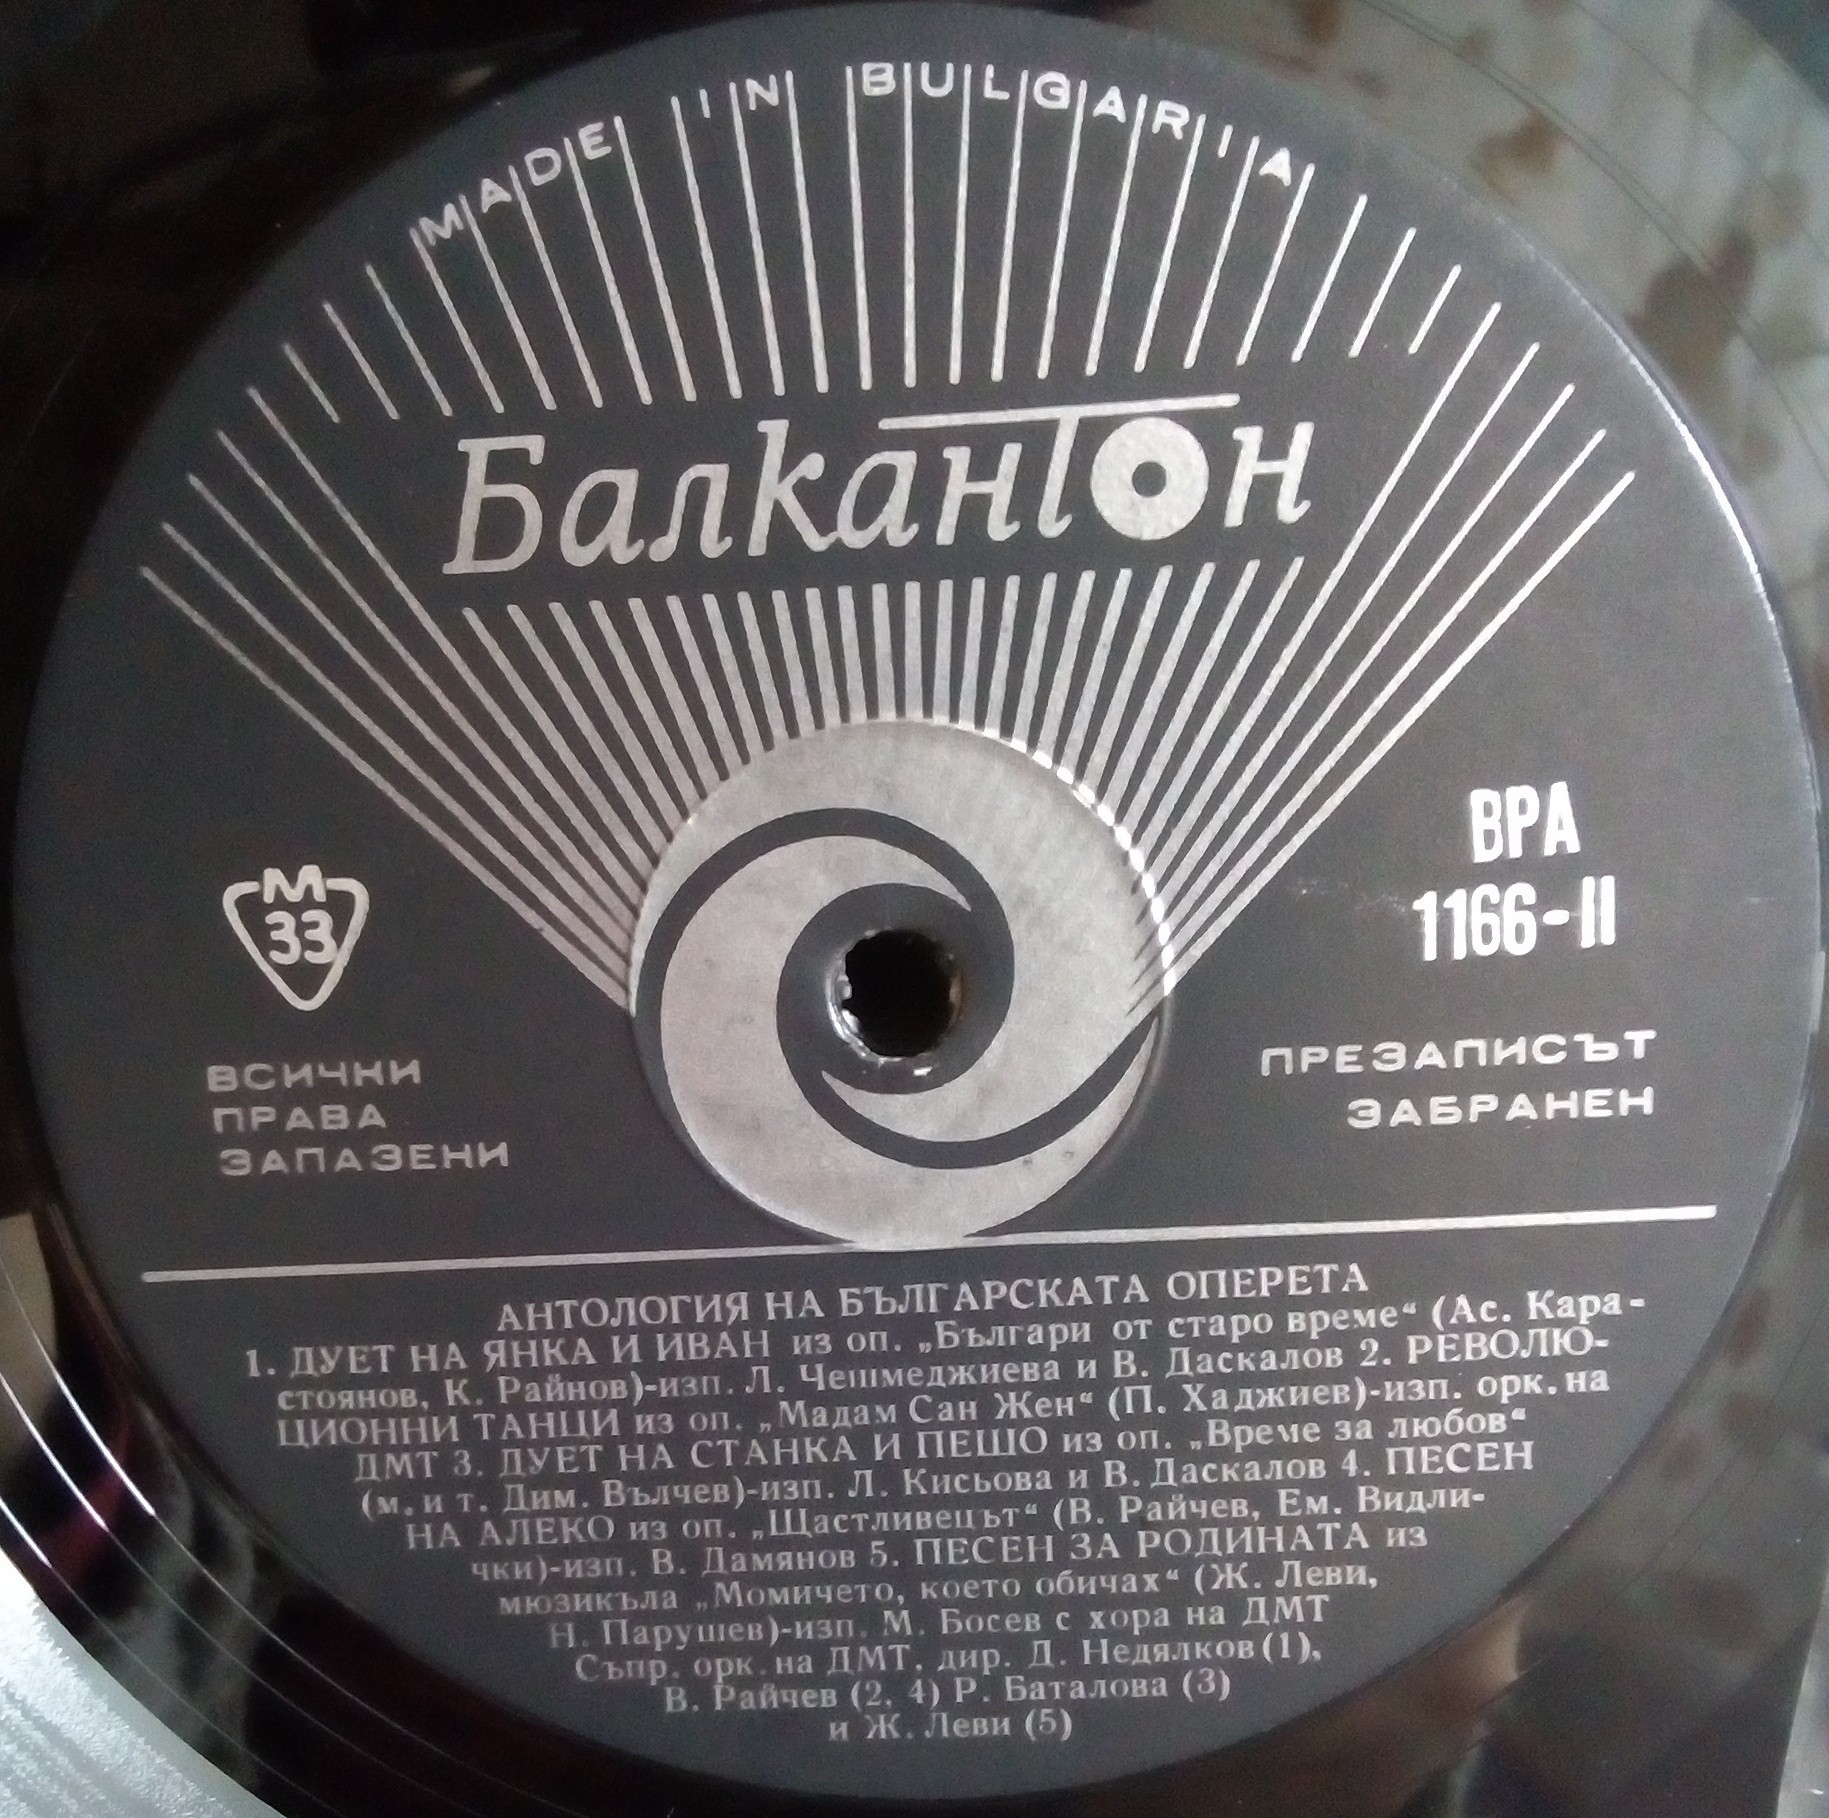 MADE IN BULGARIA
Балкантон
ВРА
1166-II
М
33
ВСИЧКИ
ПРАВА
ЗАПАЗЕНИ
ПРЕЗАПИСЪТ
ЗАБРАНЕН
АНТОЛОГИЯ НА БЪЛГАРСКАТА ОПЕРЕТА
1. ДУЕТ НА ЯНКА И ИВАН из оп. „Българи от старо време“ (Ас. Кара-
стоянов, К. Райнов)-изп. Л. Чешмеджиева и В. Даскалов 2. РЕВОЛЮ-
ЦИОННИ ТАНЦИ из оп. „Мадам Сан Жен“ (П. Хаджиев)-изп. орк. на
ДМТ 3. ДУЕТ НА СТАНКА И ПЕШО из оп. „Време за любов“
(м. и т. Дим. Вълчев)-изп. Л. Кисьова и В. Даскалов 4. ПЕСЕН
НА АЛЕКО из оп. „Щастливецът“ (В. Райчев, Ем. Видли-
чки)-изп. В. Дамянов 5. ПЕСЕН ЗА РОДИНАТА из
мюзикъла „Момичето, което обичах“ (Ж. Леви,
Н. Парушев)-изп. М. Босев с хора на ДМТ
Съпр. орк. на ДМТ, дир. Д. Недялков (1),
В. Райчев (2, 4) Р. Баталова (3)
и Ж. Леви (5)